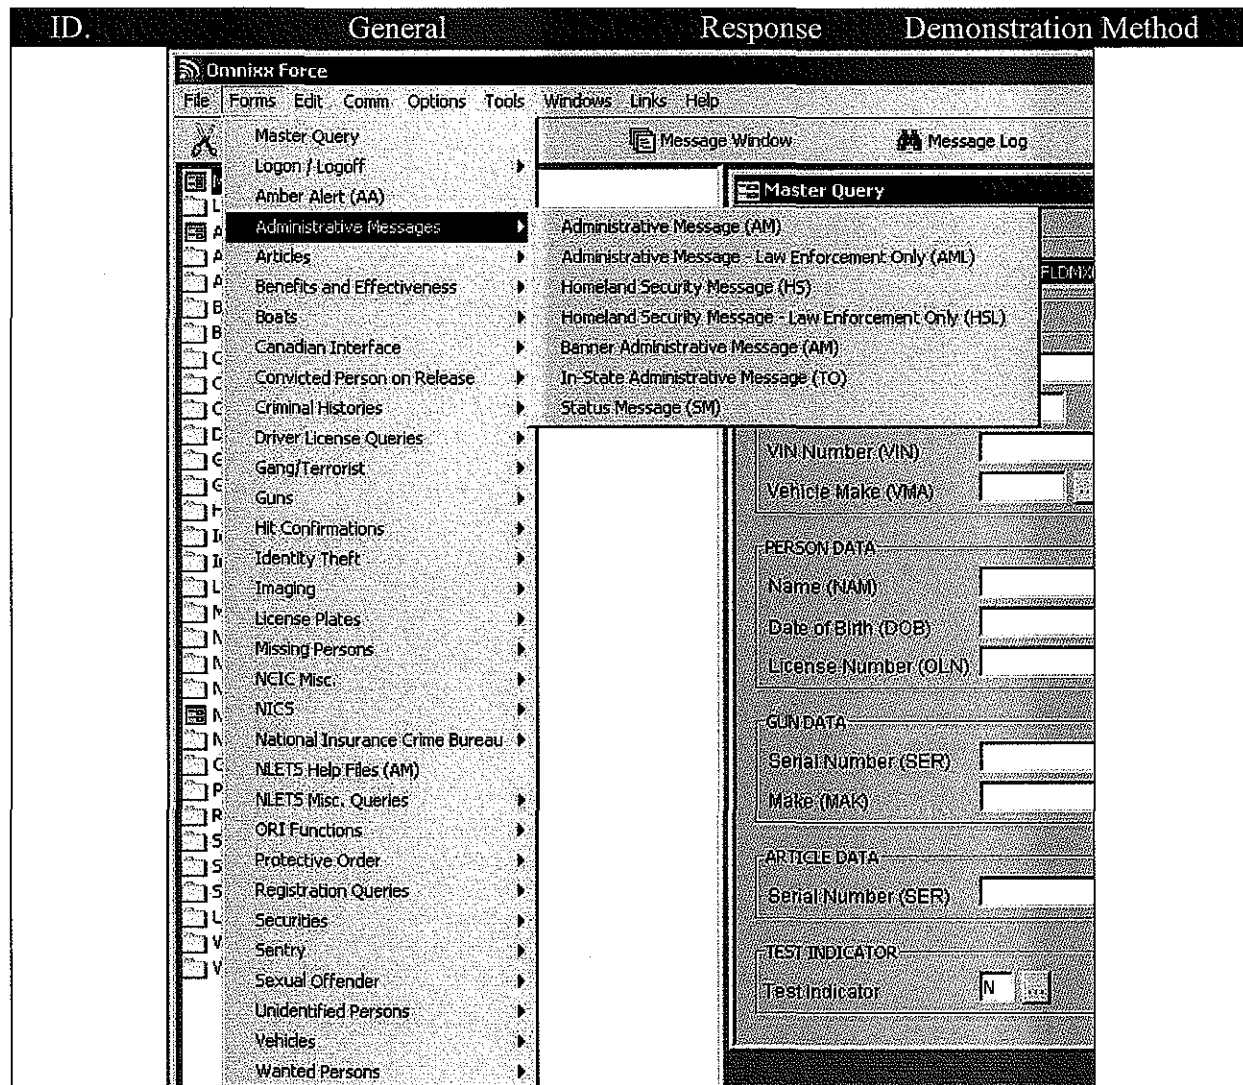 ID. General Response Demonstration Method
Omnixx Force
File Forms Edit Comm Options Tools Windows Links Help
Message Window Message Log
Master Query
Logon / Logoff
Amber Alert (AA)
Administrative Messages
Articles
Benefits and Effectiveness
Boats
Canadian Interface
Convicted Person on Release
Criminal Histories
Driver License Queries
Gang/Terrorist
Guns
Hit Confirmations
Identity Theft
Imaging
License Plates
Missing Persons
NCIC Misc.
NICS
National Insurance Crime Bureau
NLETS Help Files (AM)
NLETS Misc. Queries
ORI Functions
Protective Order
Registration Queries
Securities
Sentry
Sexual Offender
Unidentified Persons
Vehicles
Wanted Persons
Administrative Message (AM)
Administrative Message - Law Enforcement Only (AML)
Homeland Security Message (HS)
Homeland Security Message - Law Enforcement Only (HSL)
Banner Administrative Message (AM)
In-State Administrative Message (TO)
Status Message (SM)
Master Query
VIN Number (VIN)
Vehicle Make (VMA)
PERSON DATA
Name (NAM)
Date of Birth (DOB)
License Number (OLN)
GUN DATA
Serial Number (SER)
Make (MAK)
ARTICLE DATA
Serial Number (SER)
TEST INDICATOR
Test Indicator N